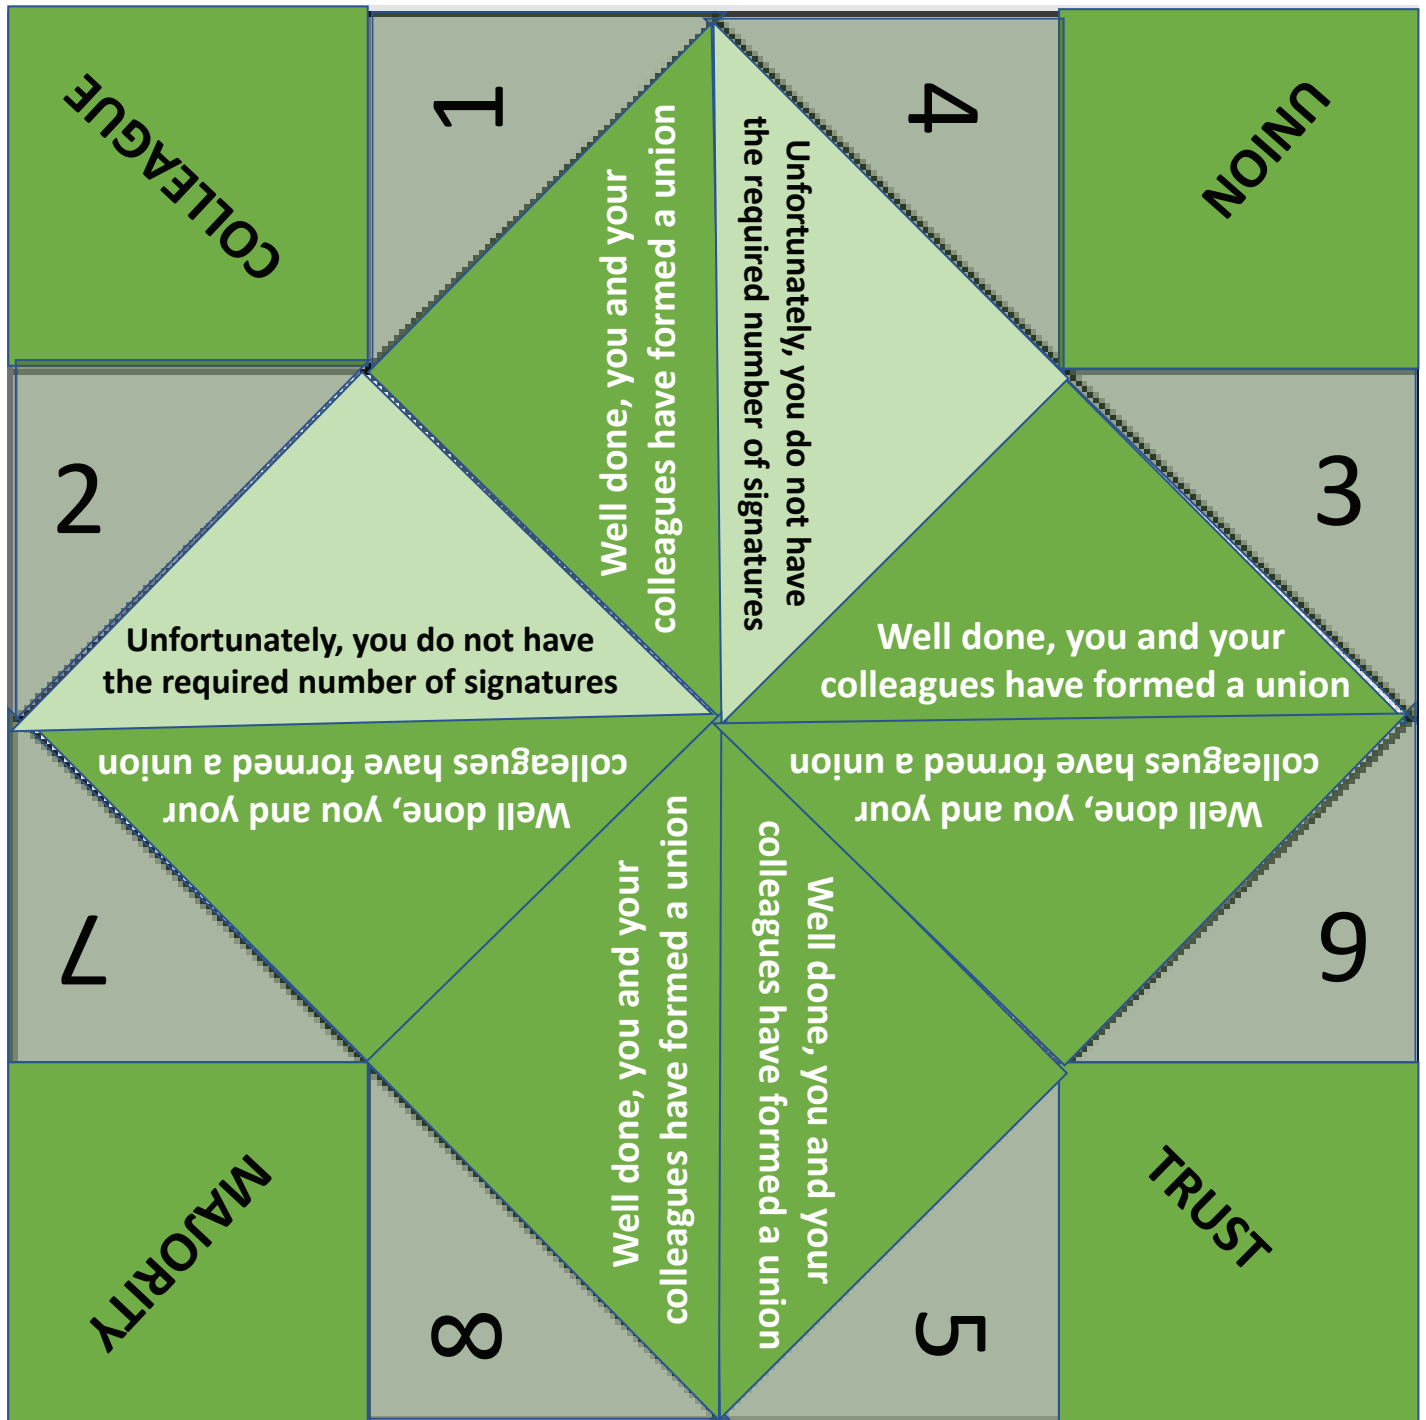 COLLEAGUE
1
4
UNION
Well done, you and your
colleagues have formed a union
Unfortunately, you do not have
the required number of signatures
2
3
Unfortunately, you do not have
the required number of signatures
Well done, you and your
colleagues have formed a union
Well done, you and your
colleagues have formed a union
Well done, you and your
colleagues have formed a union
7
6
Well done, you and your
colleagues have formed a union
Well done, you and your
colleagues have formed a union
MAJORITY
8
5
TRUST